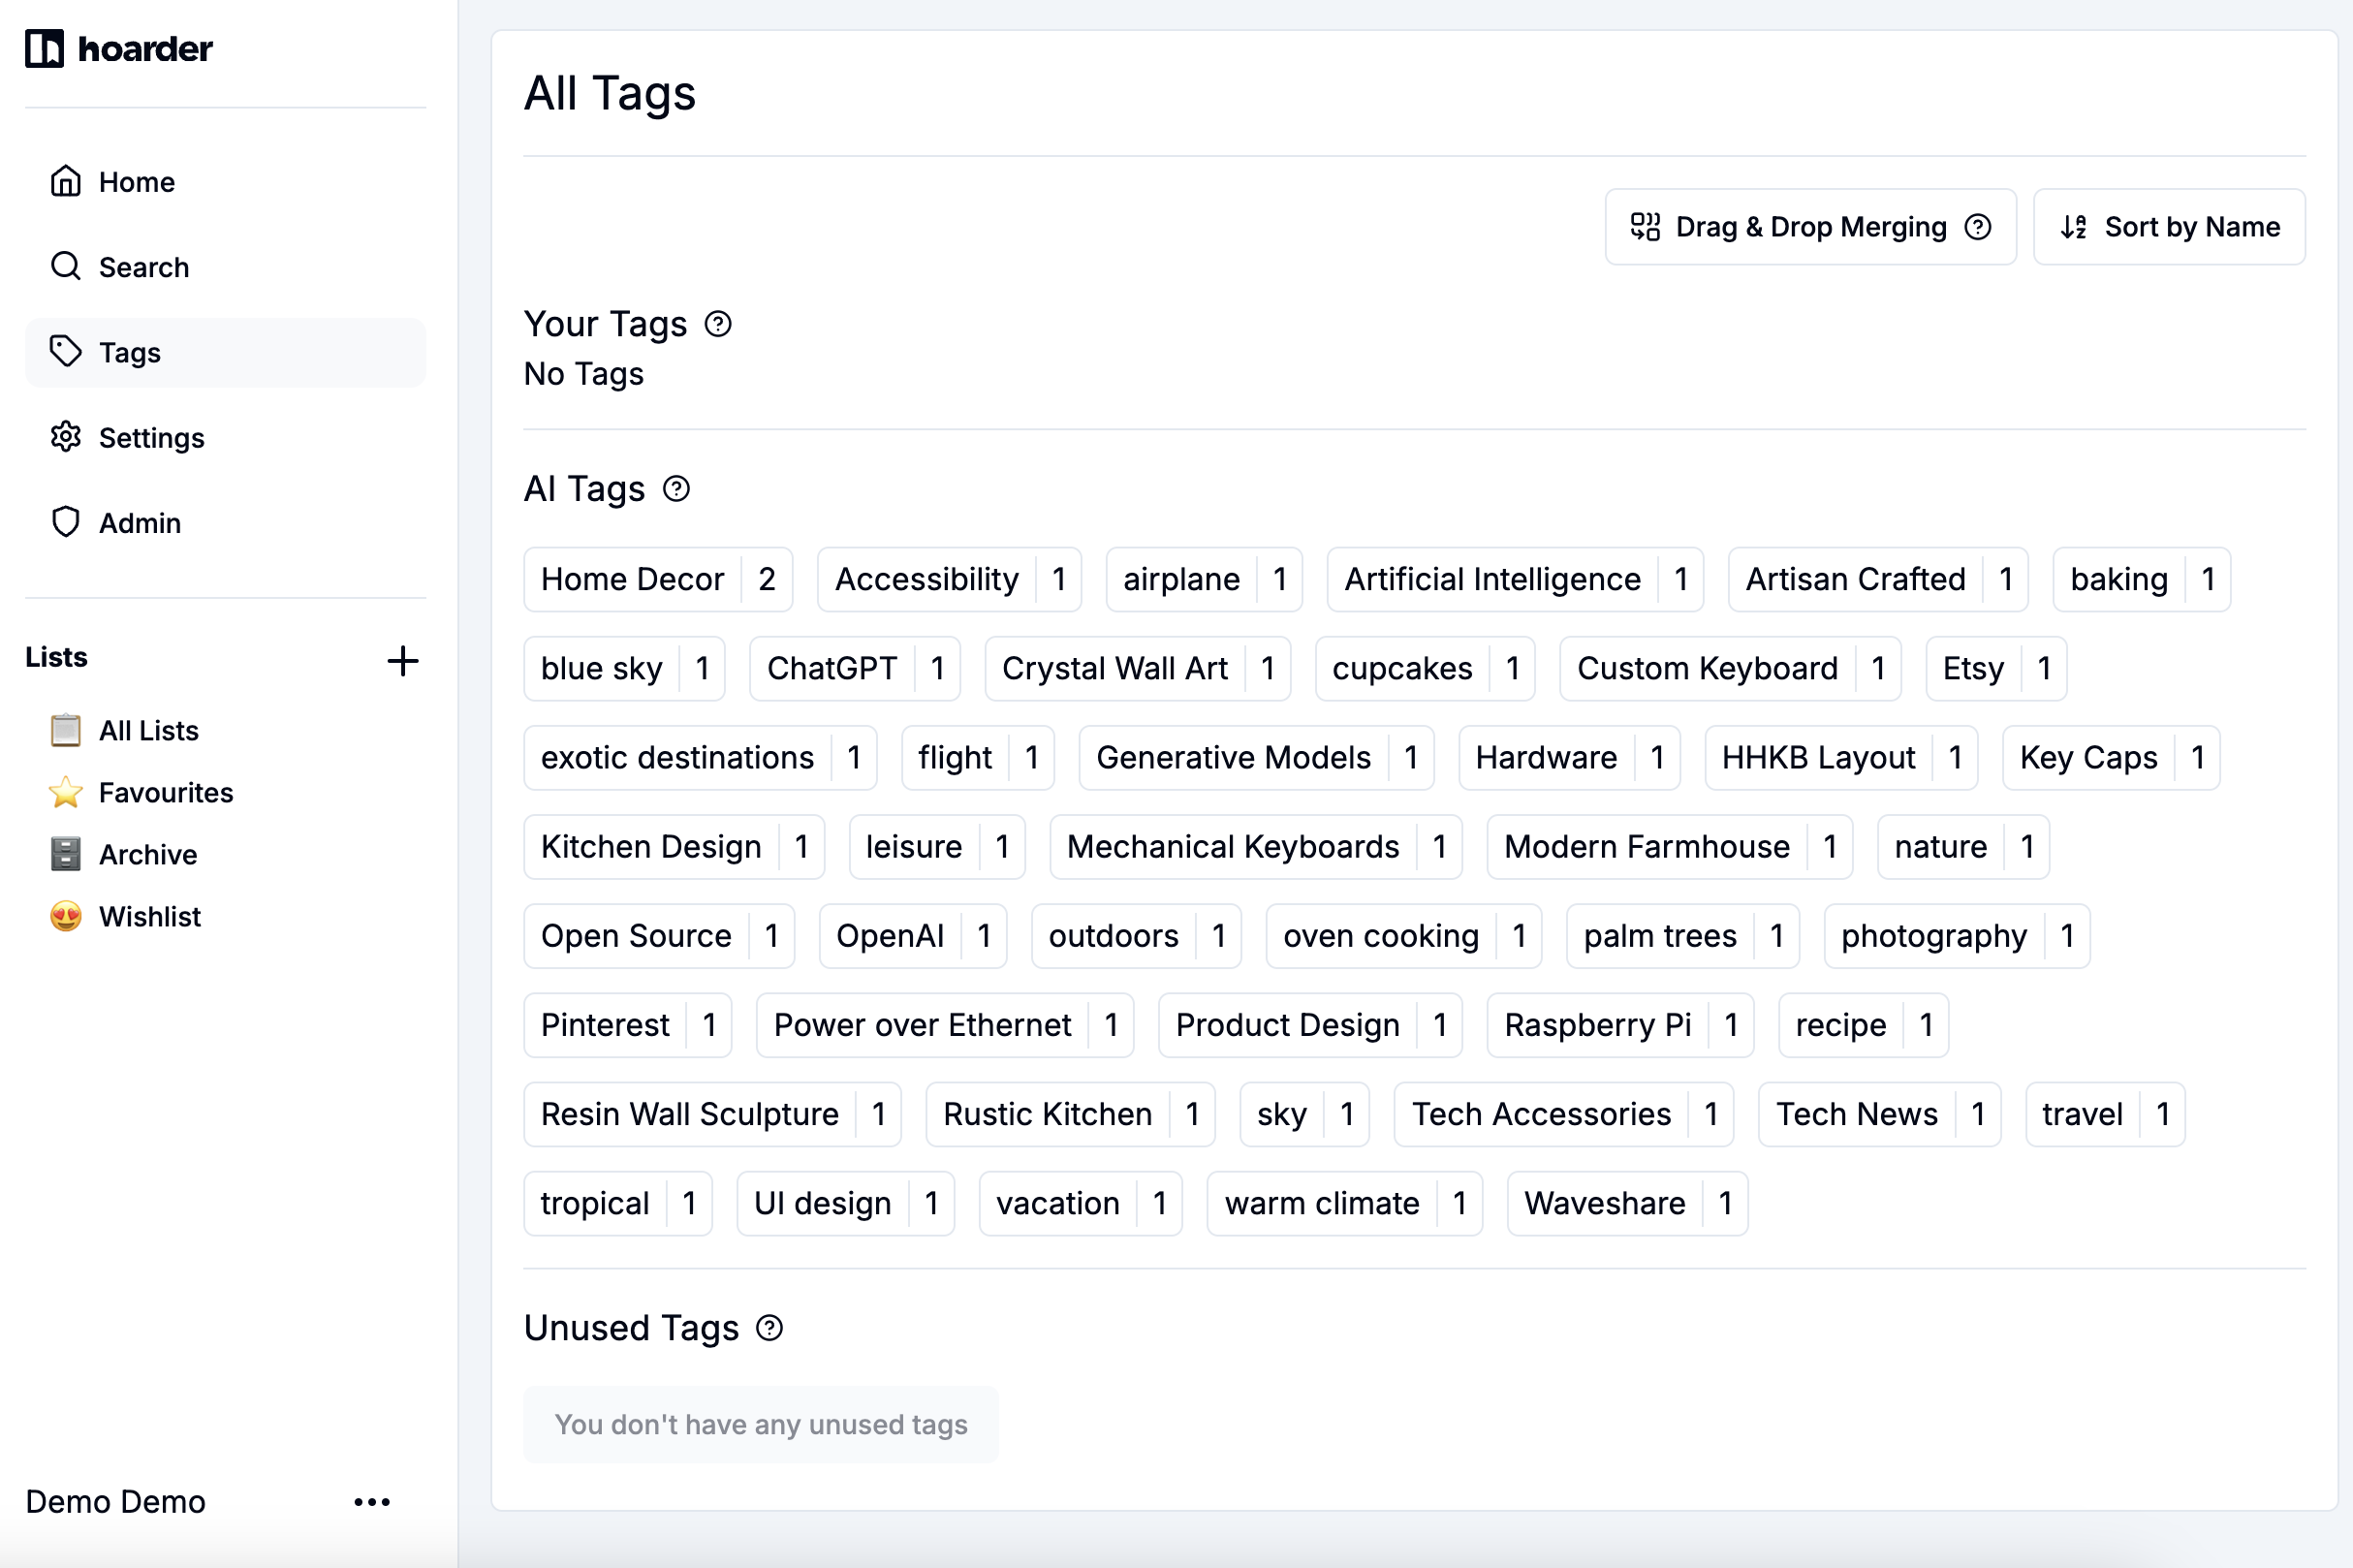 hoarder
Home
Search
Tags
Settings
Admin
Lists
All Lists
Favourites
Archive
Wishlist
Demo Demo
All Tags
Drag & Drop Merging Sort by Name
Your Tags
No Tags
AI Tags
Home Decor 2 Accessibility 1 airplane 1 Artificial Intelligence 1 Artisan Crafted 1 baking 1
blue sky 1 ChatGPT 1 Crystal Wall Art 1 cupcakes 1 Custom Keyboard 1 Etsy 1
exotic destinations 1 flight 1 Generative Models 1 Hardware 1 HHKB Layout 1 Key Caps 1
Kitchen Design 1 leisure 1 Mechanical Keyboards 1 Modern Farmhouse 1 nature 1
Open Source 1 OpenAI 1 outdoors 1 oven cooking 1 palm trees 1 photography 1
Pinterest 1 Power over Ethernet 1 Product Design 1 Raspberry Pi 1 recipe 1
Resin Wall Sculpture 1 Rustic Kitchen 1 sky 1 Tech Accessories 1 Tech News 1 travel 1
tropical 1 UI design 1 vacation 1 warm climate 1 Waveshare 1
Unused Tags
You don't have any unused tags